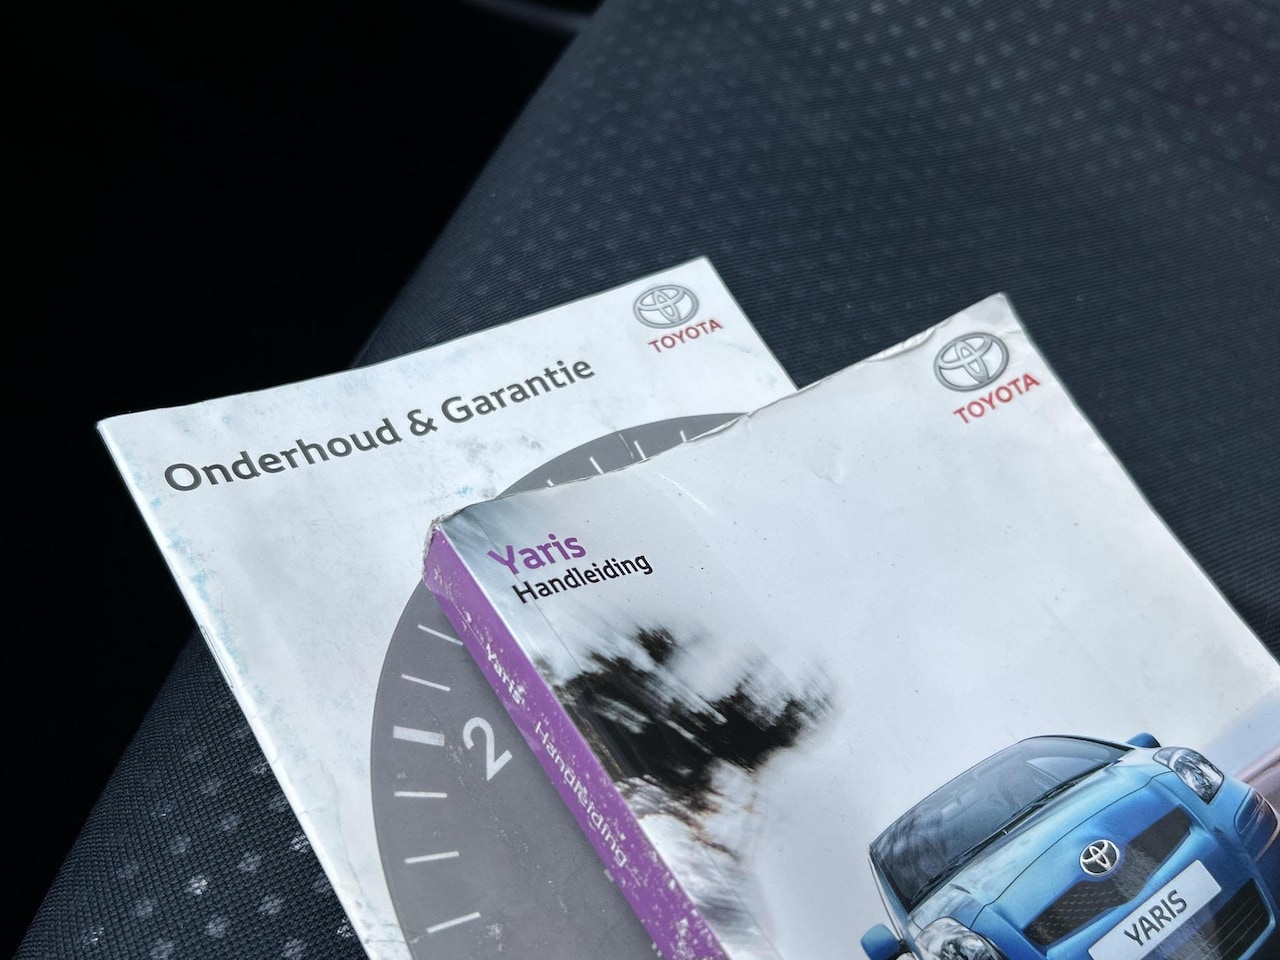 TOYOTA
Onderhoud & Garantie
2
TOYOTA
Yaris
Handleiding
Yaris Handleiding
YARIS